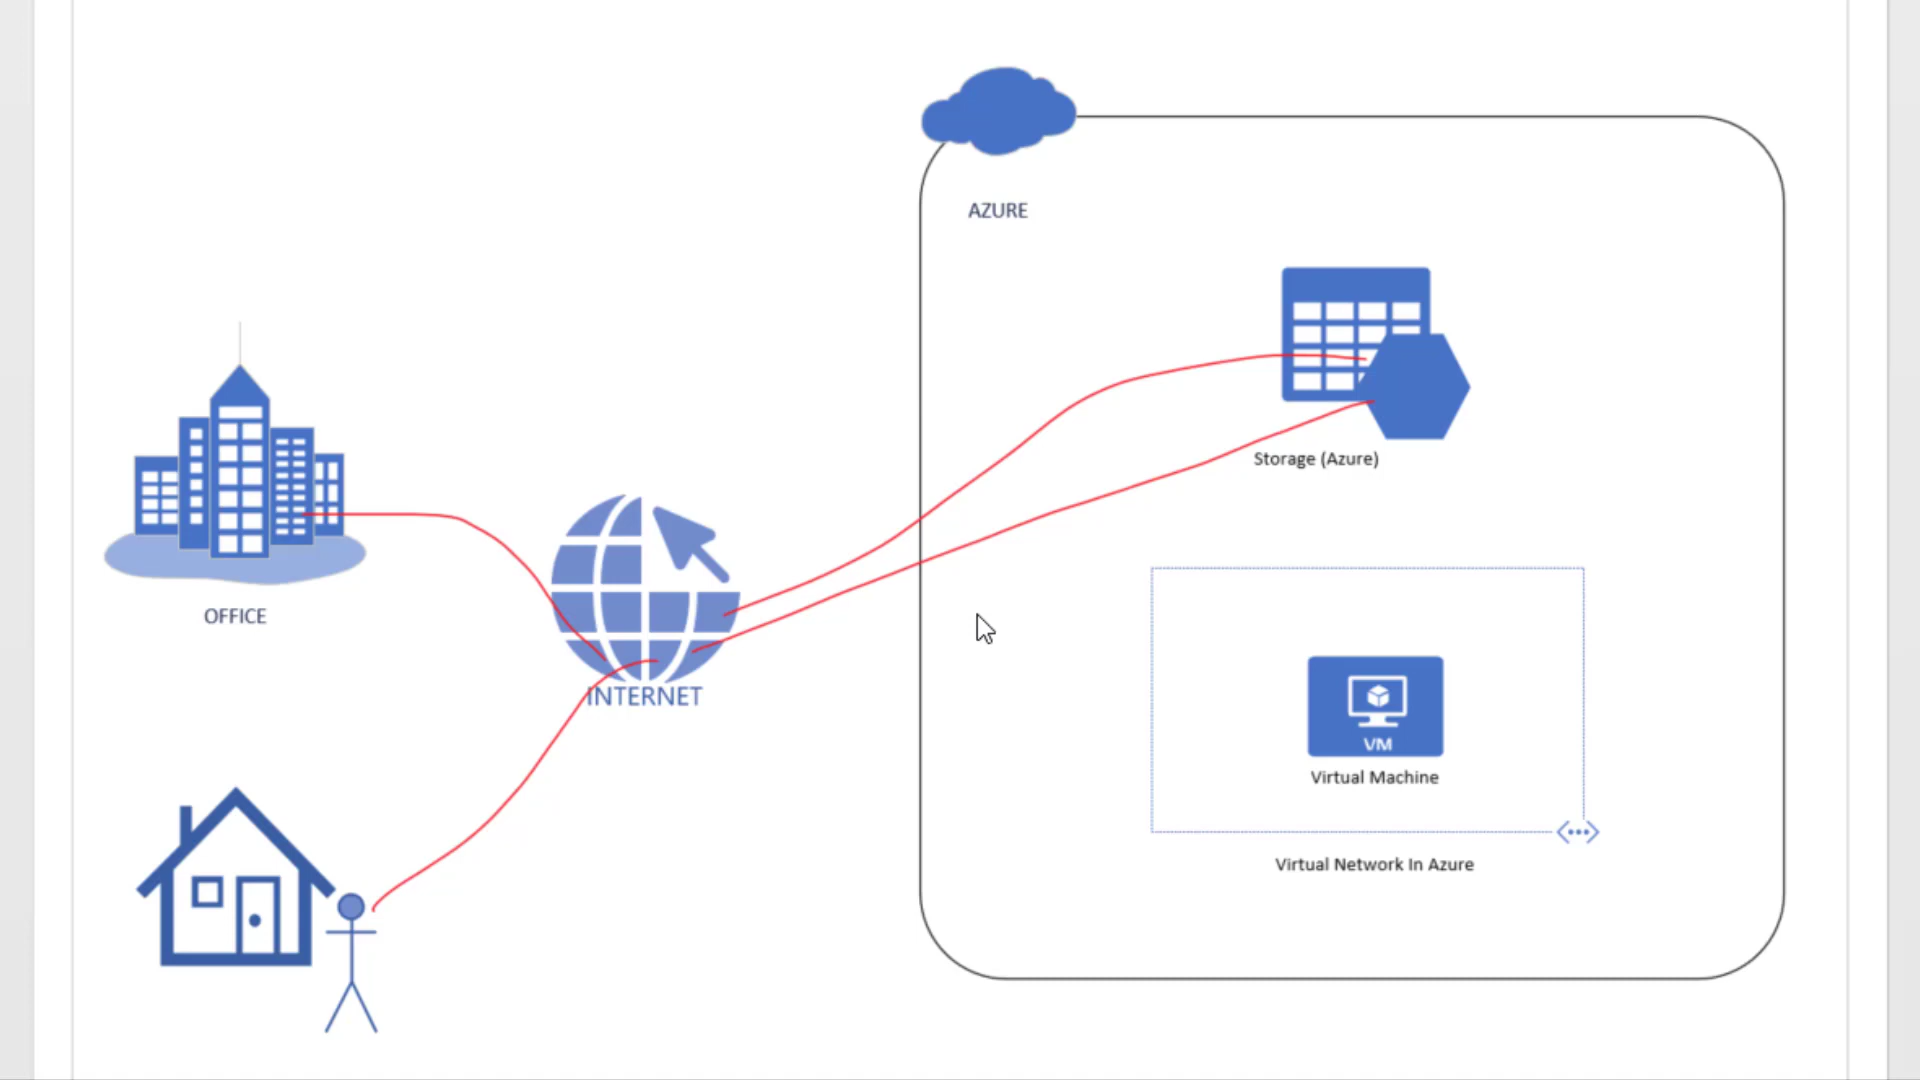 AZURE
Storage (Azure)
OFFICE
INTERNET
VM
Virtual Machine
Virtual Network In Azure